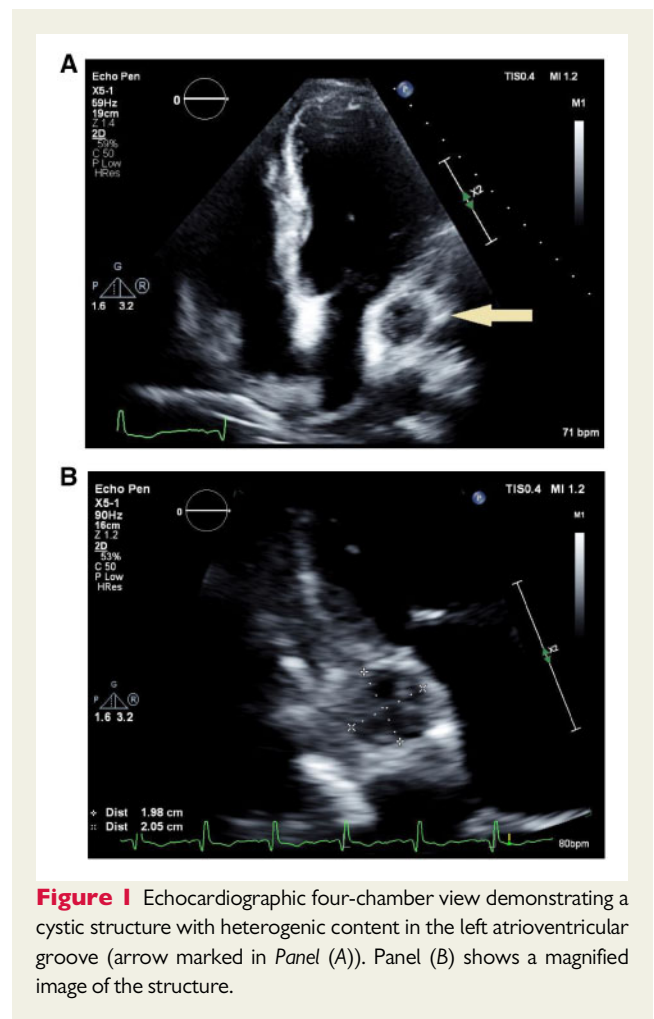 A
Echo Pen
X5-1
59Hz
19cm
Z 1.4
2D
59%
C 50
P Low
HRes
0
P
TIS0.4 MI 1.2
M1
X2
G
P R
1.6 3.2
71 bpm
B
Echo Pen
X5-1
90Hz
16cm
Z 1.2
2D
53%
C 50
P Low
HRes
0
P
TIS0.4 MI 1.2
M1
x2
G
P R
1.6 3.2
Dist 1.98 cm
Dist 2.05 cm
80bpm
Figure 1 Echocardiographic four-chamber view demonstrating a
cystic structure with heterogenic content in the left atrioventricular
groove (arrow marked in Panel (A)). Panel (B) shows a magnified
image of the structure.